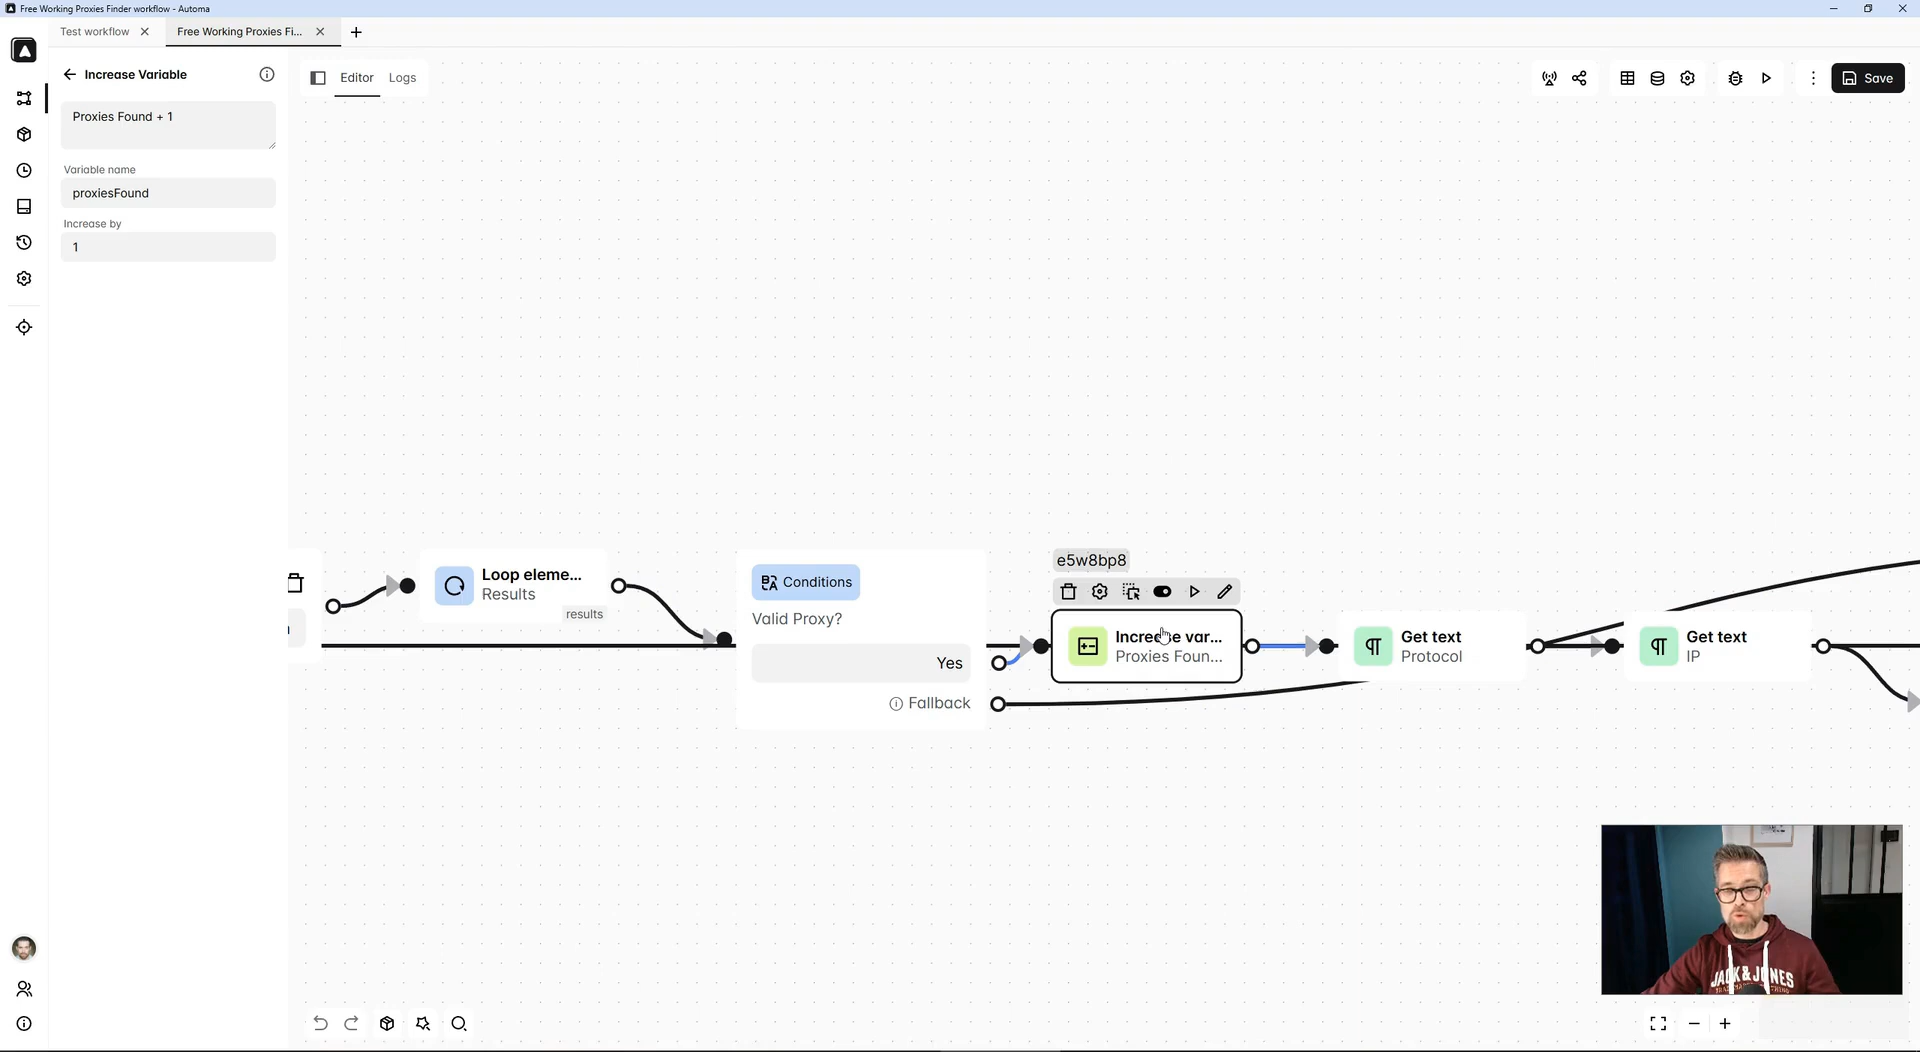 Free Working Proxies Finder workflow - Automa
Test workflow
Free Working Proxies Fi...
Increase Variable
Editor
Logs
Save
Proxies Found + 1
Variable name
proxiesFound
Increase by
1
e5w8bp8
Loop eleme...
Results
results
Conditions
Valid Proxy?
Yes
Fallback
Increase var...
Proxies Foun...
Get text
Protocol
Get text
IP
JACK & JONES